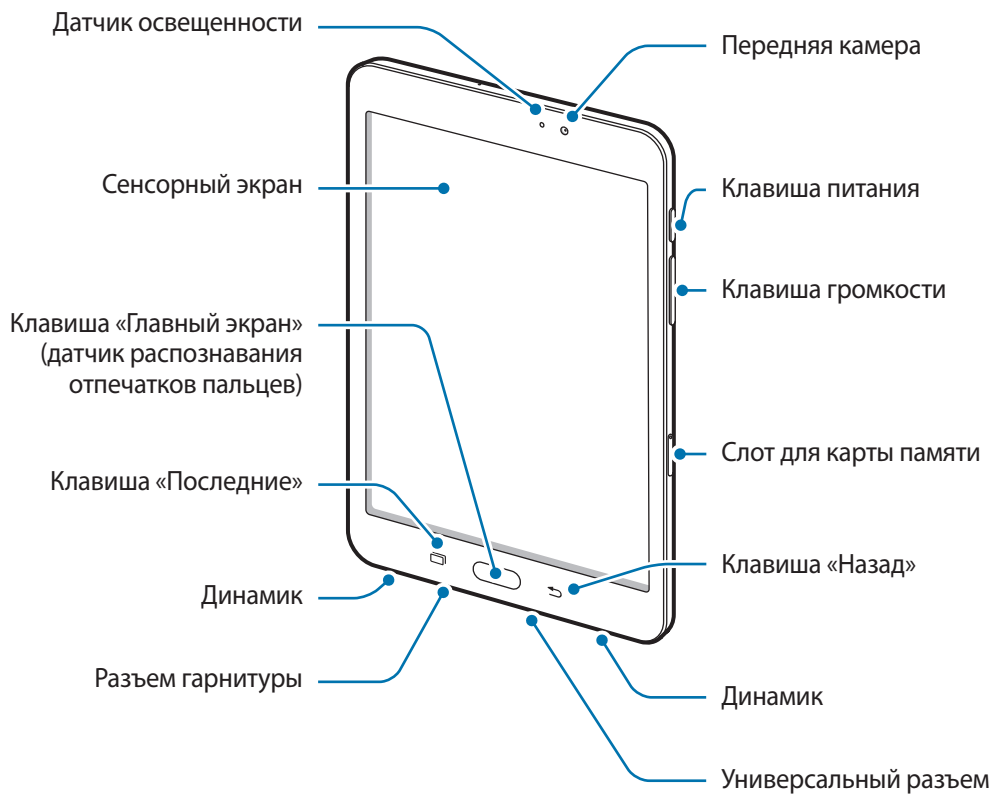 Датчик освещенности
Передняя камера
Сенсорный экран
Клавиша питания
Клавиша громкости
Клавиша «Главный экран»
(датчик распознавания
отпечатков пальцев)
Слот для карты памяти
Клавиша «Последние»
Клавиша «Назад»
Динамик
Разъем гарнитуры
Динамик
Универсальный разъем